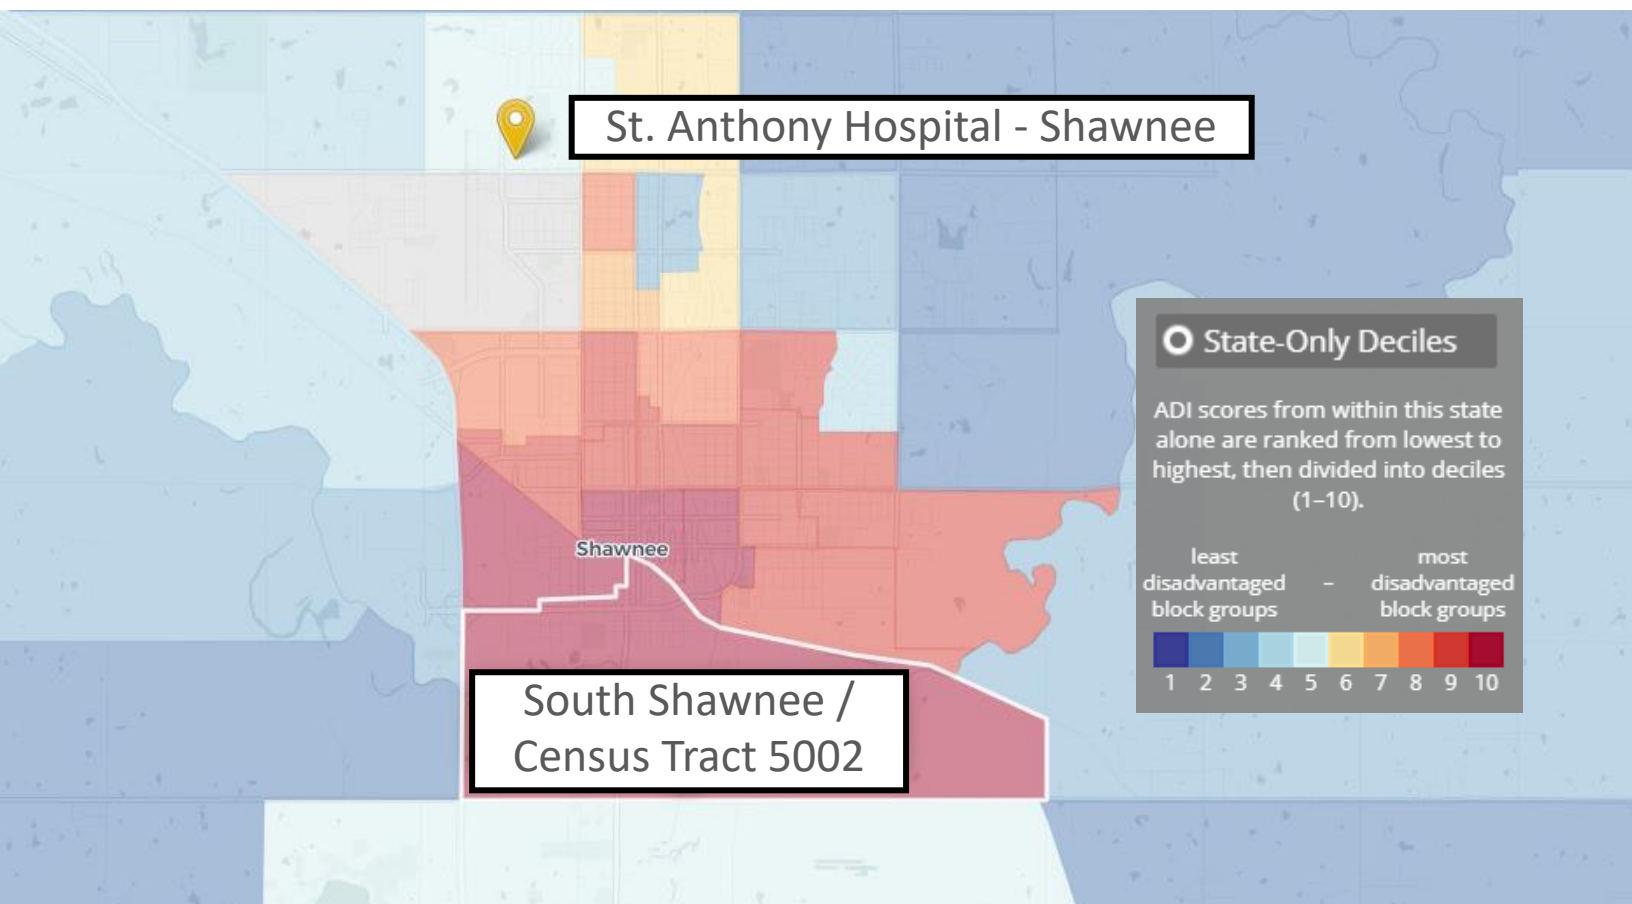 St. Anthony Hospital - Shawnee
State-Only Deciles
ADI scores from within this state
alone are ranked from lowest to
highest, then divided into deciles
(1–10).
least
disadvantaged
block groups
–
most
disadvantaged
block groups
1 2 3 4 5 6 7 8 9 10
Shawnee
South Shawnee /
Census Tract 5002